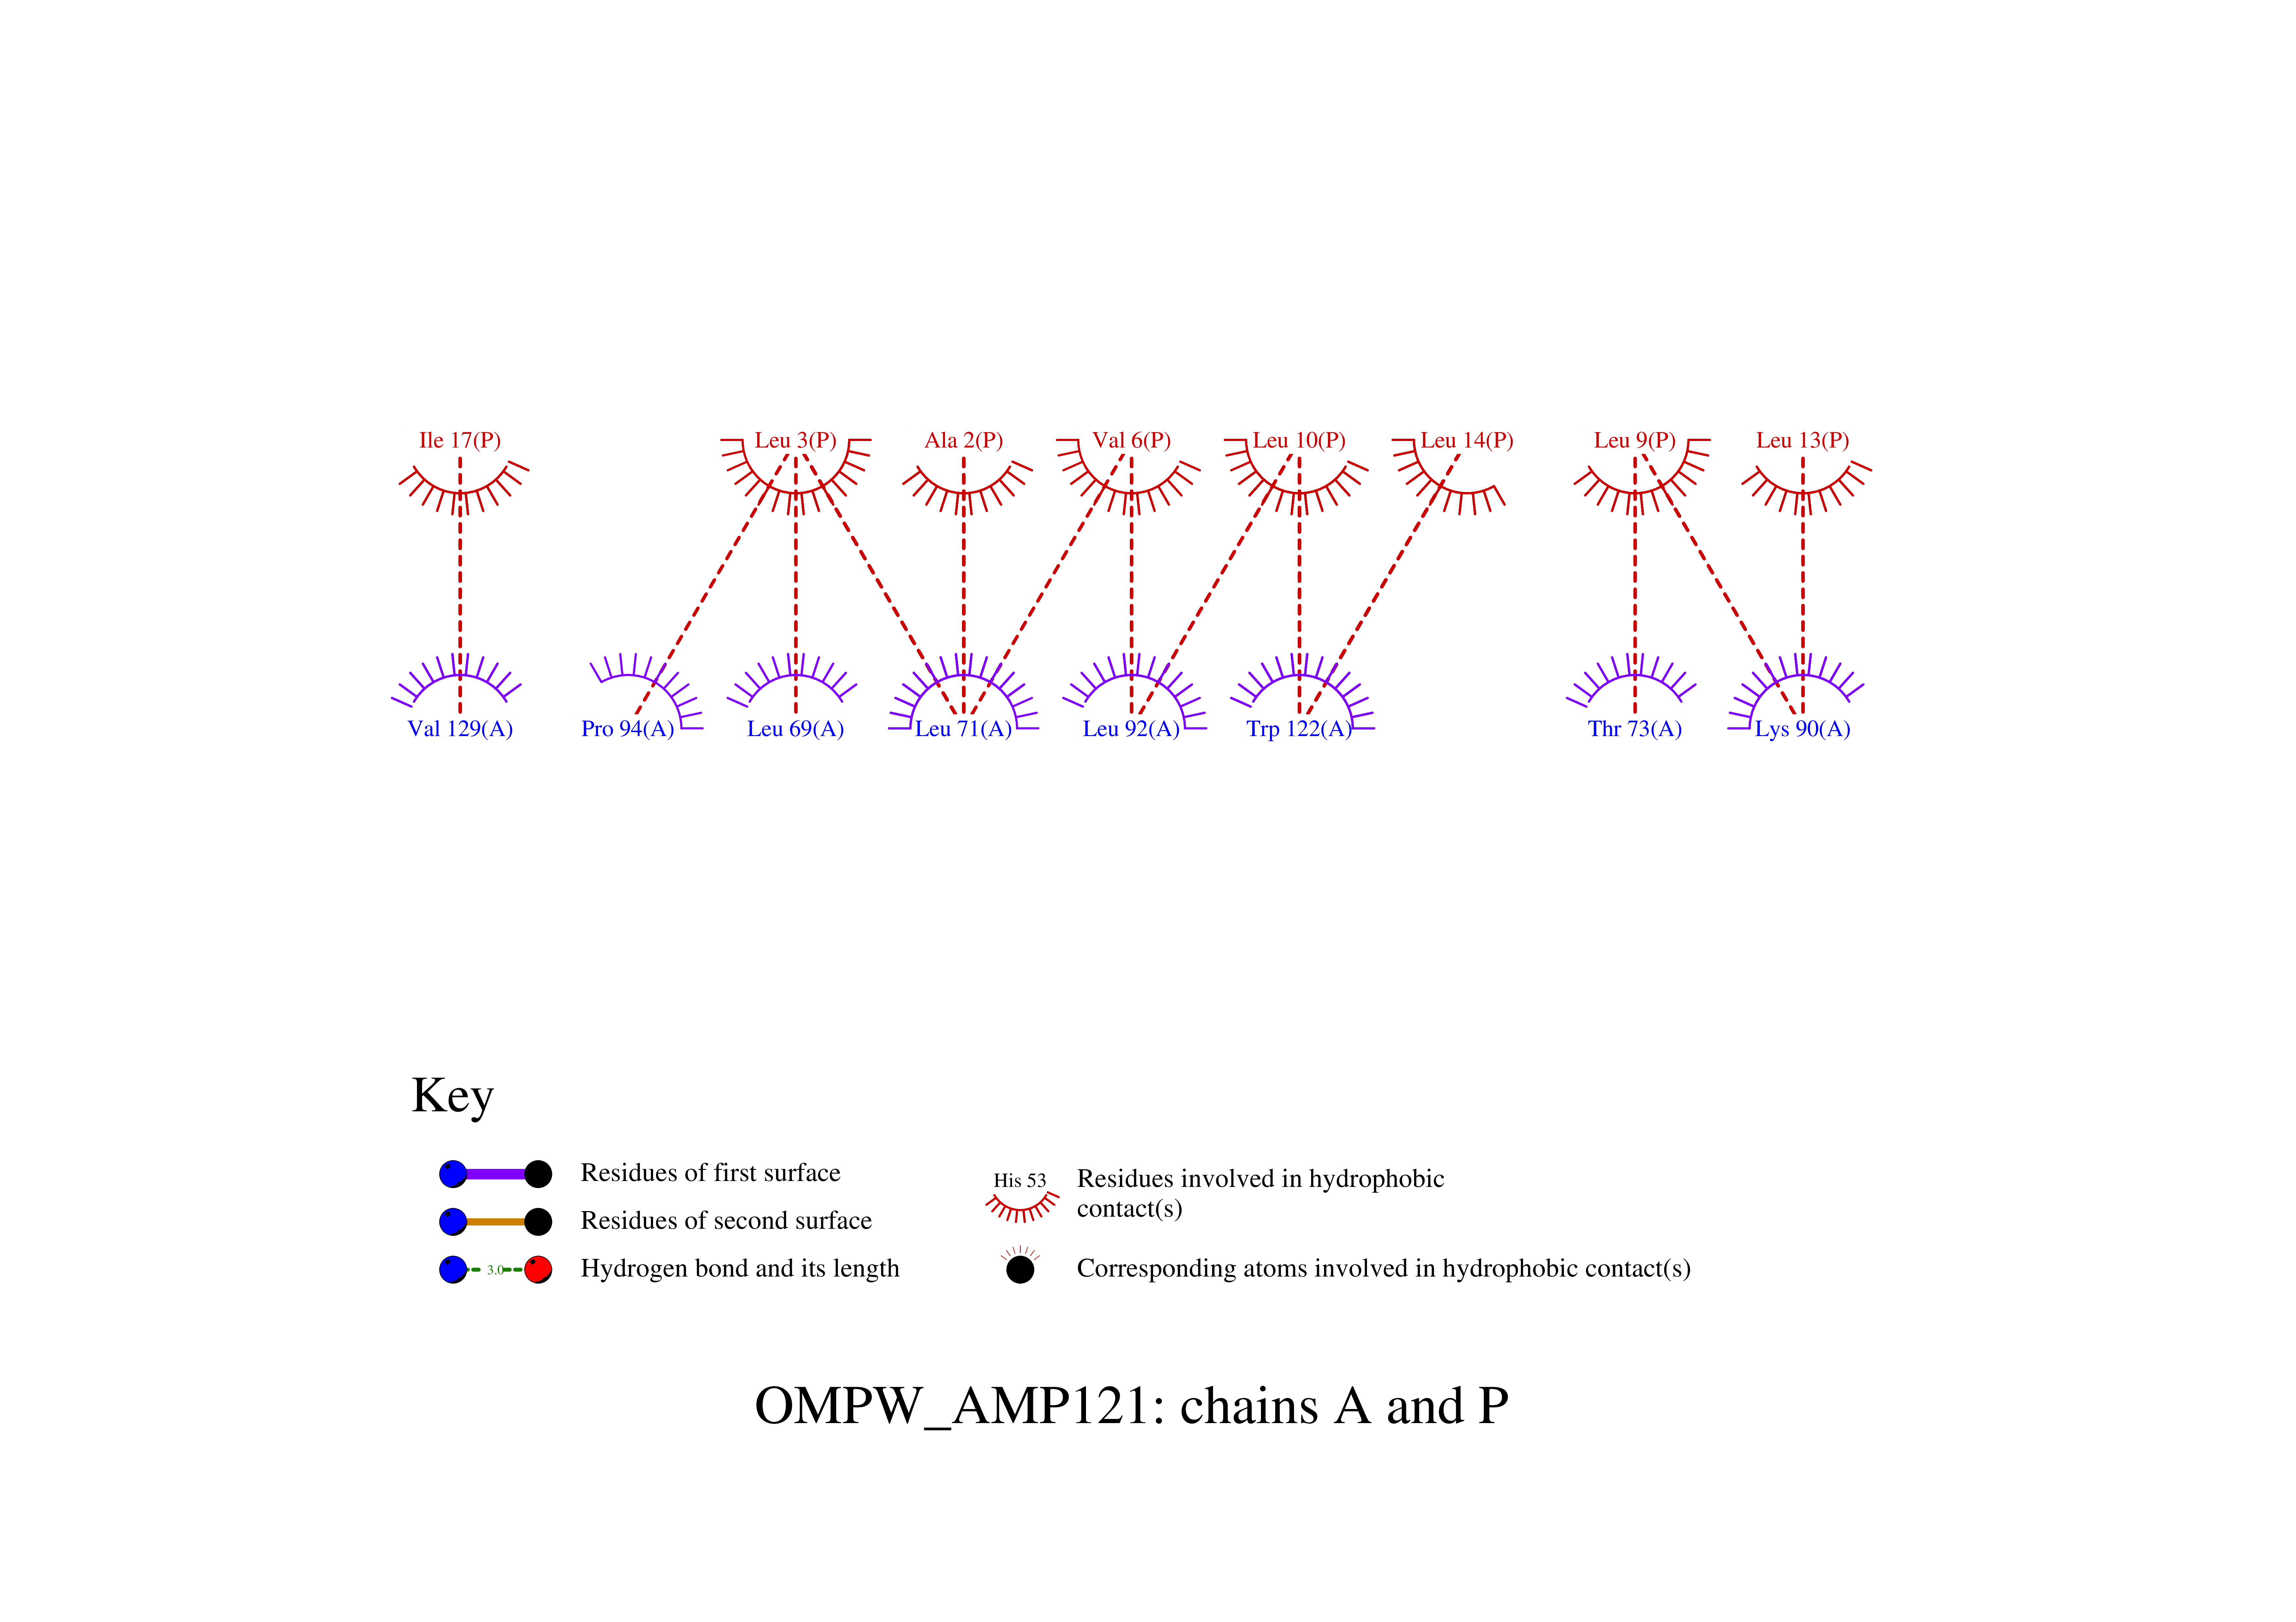 Ile 17(P) Leu 3(P) Ala 2(P) Val 6(P) Leu 10(P) Leu 14(P) Leu 9(P) Leu 13(P)
Val 129(A) Pro 94(A) Leu 69(A) Leu 71(A) Leu 92(A) Trp 122(A) Thr 73(A) Lys 90(A)
Key
Residues of first surface
Residues of second surface
3.0 Hydrogen bond and its length
His 53 Residues involved in hydrophobic
contact(s)
Corresponding atoms involved in hydrophobic contact(s)
OMPW_AMP121: chains A and P